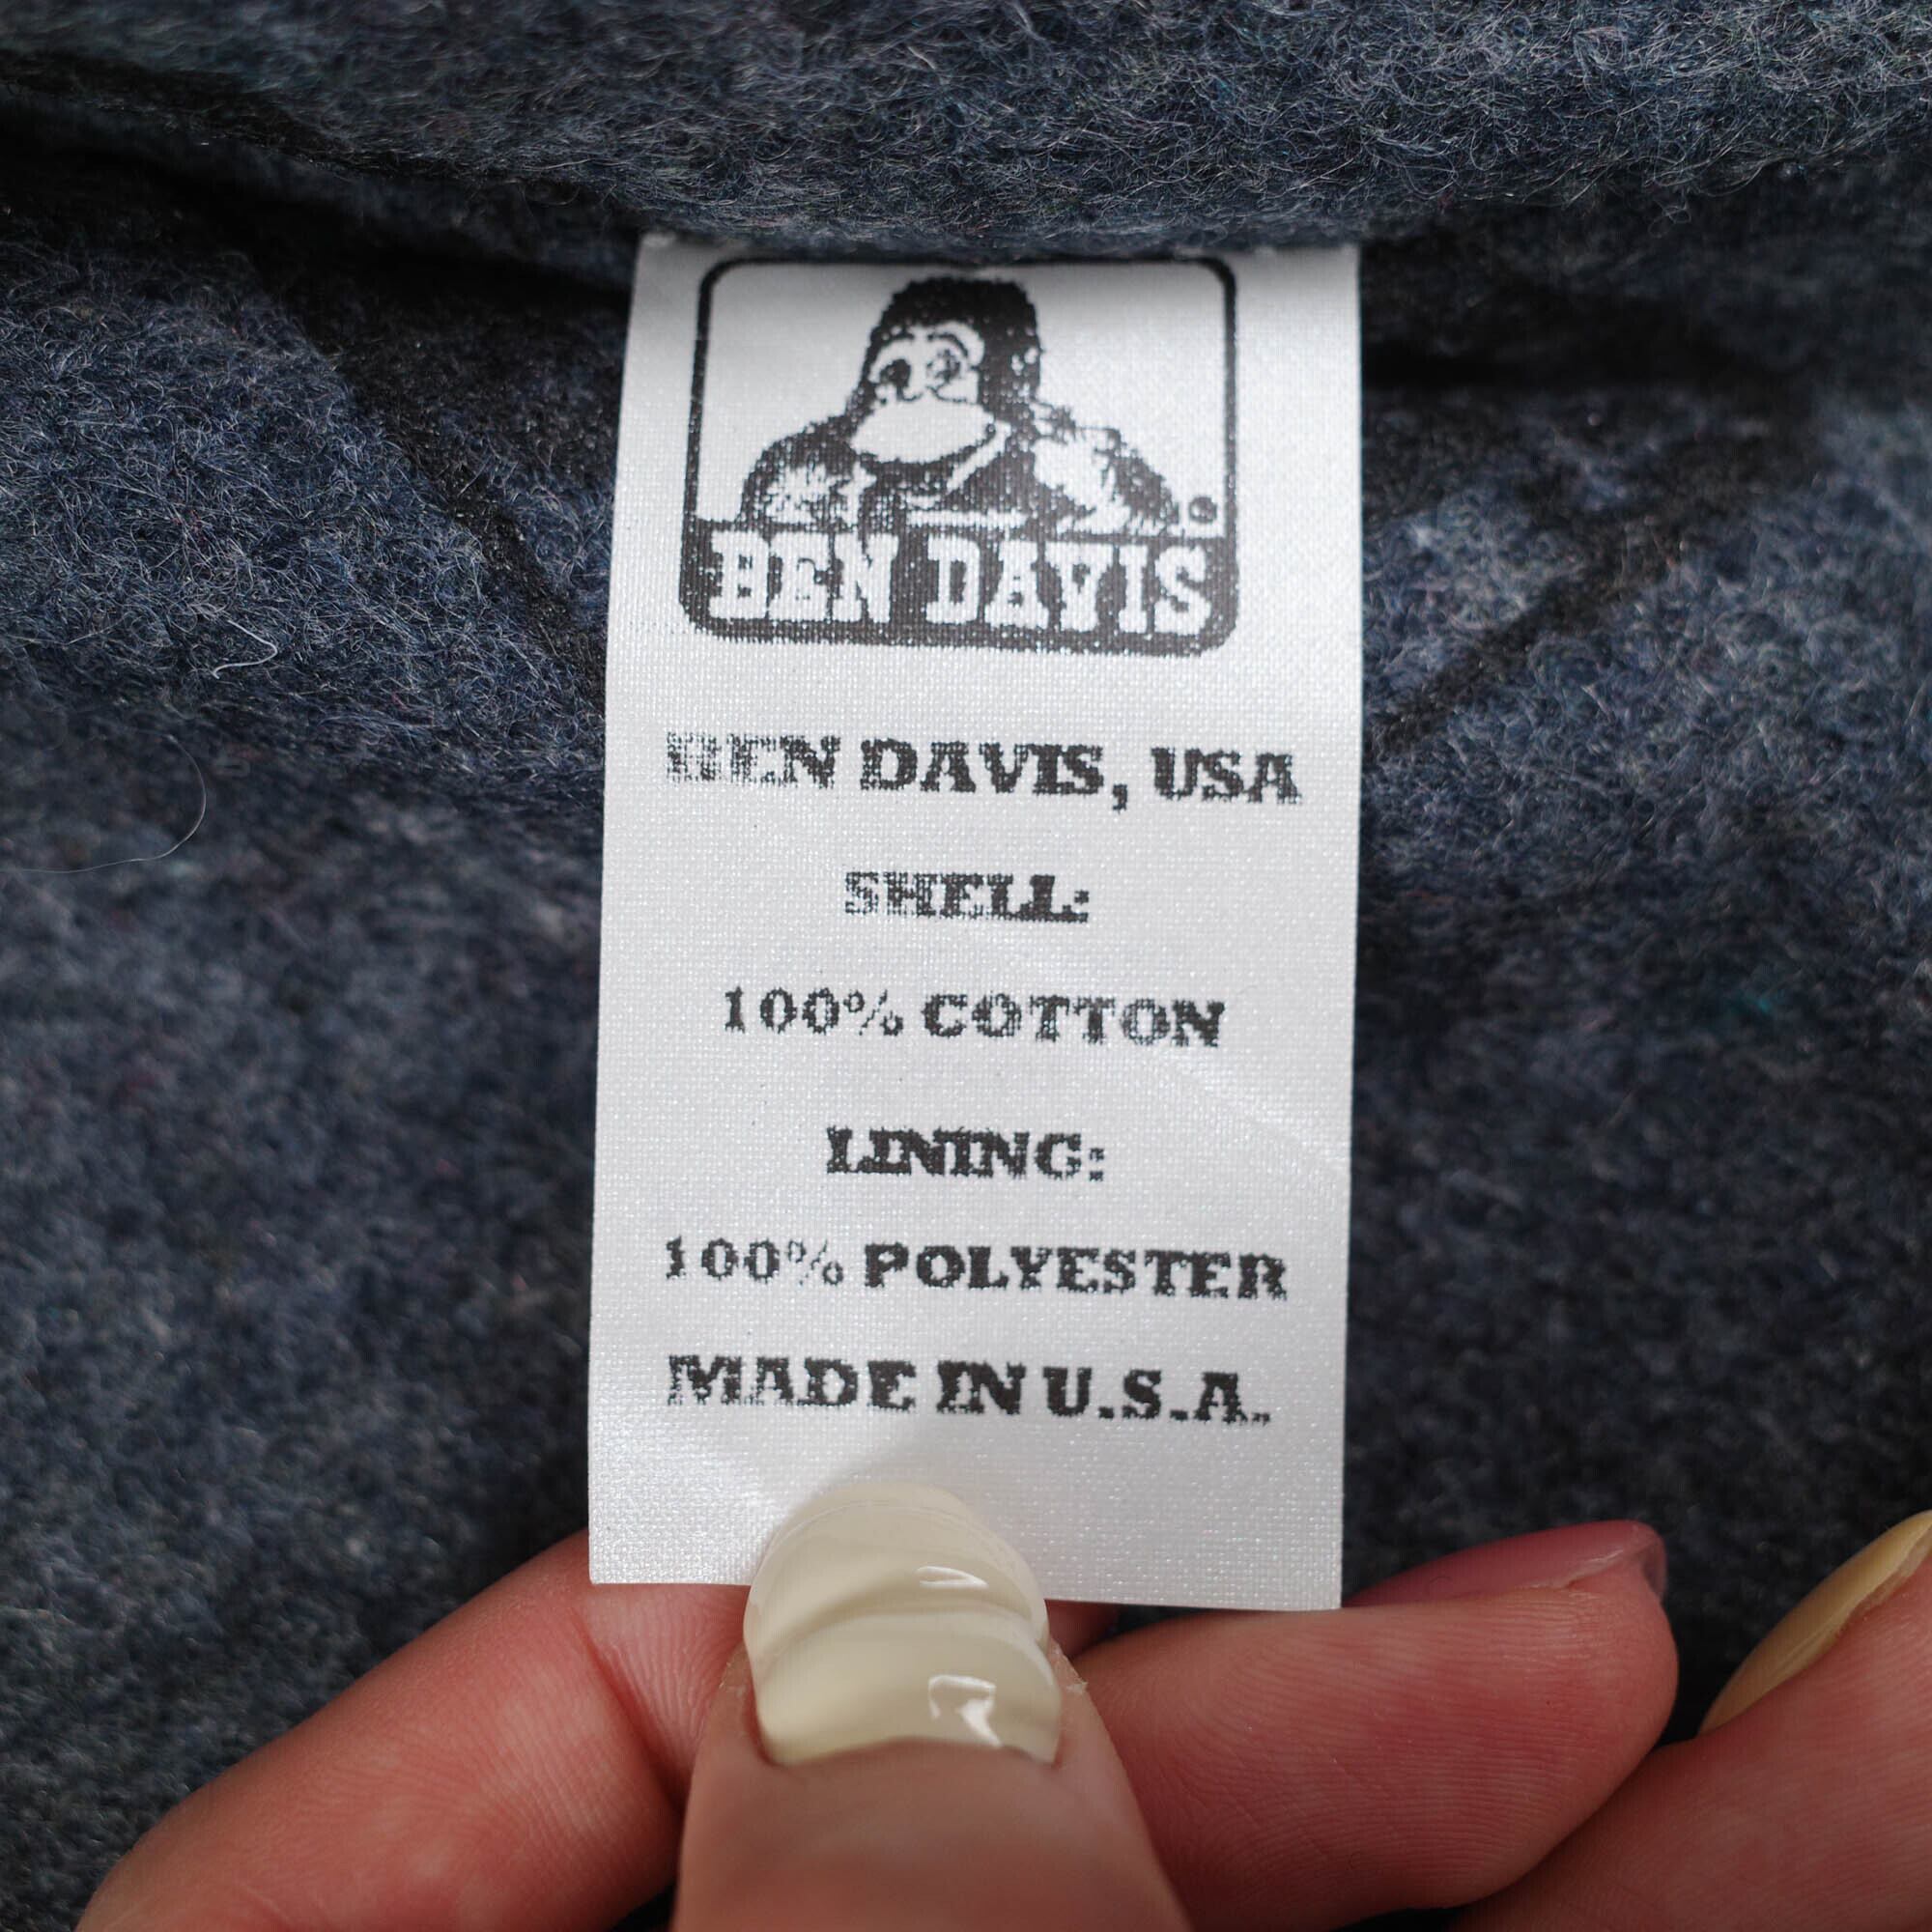 BEN DAVIS
BEN DAVIS, USA
SHELL:
100% COTTON
LINING:
100% POLYESTER
MADE IN U.S.A.